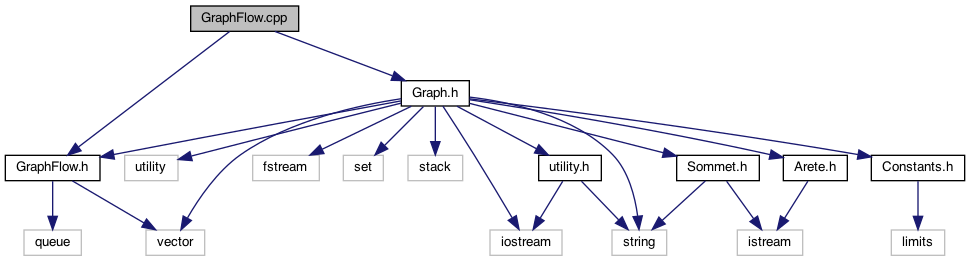 GraphFlow.cpp
Graph.h
GraphFlow.h
utility
fstream
set
stack
utility.h
Sommet.h
Arete.h
Constants.h
queue
vector
iostream
string
istream
limits